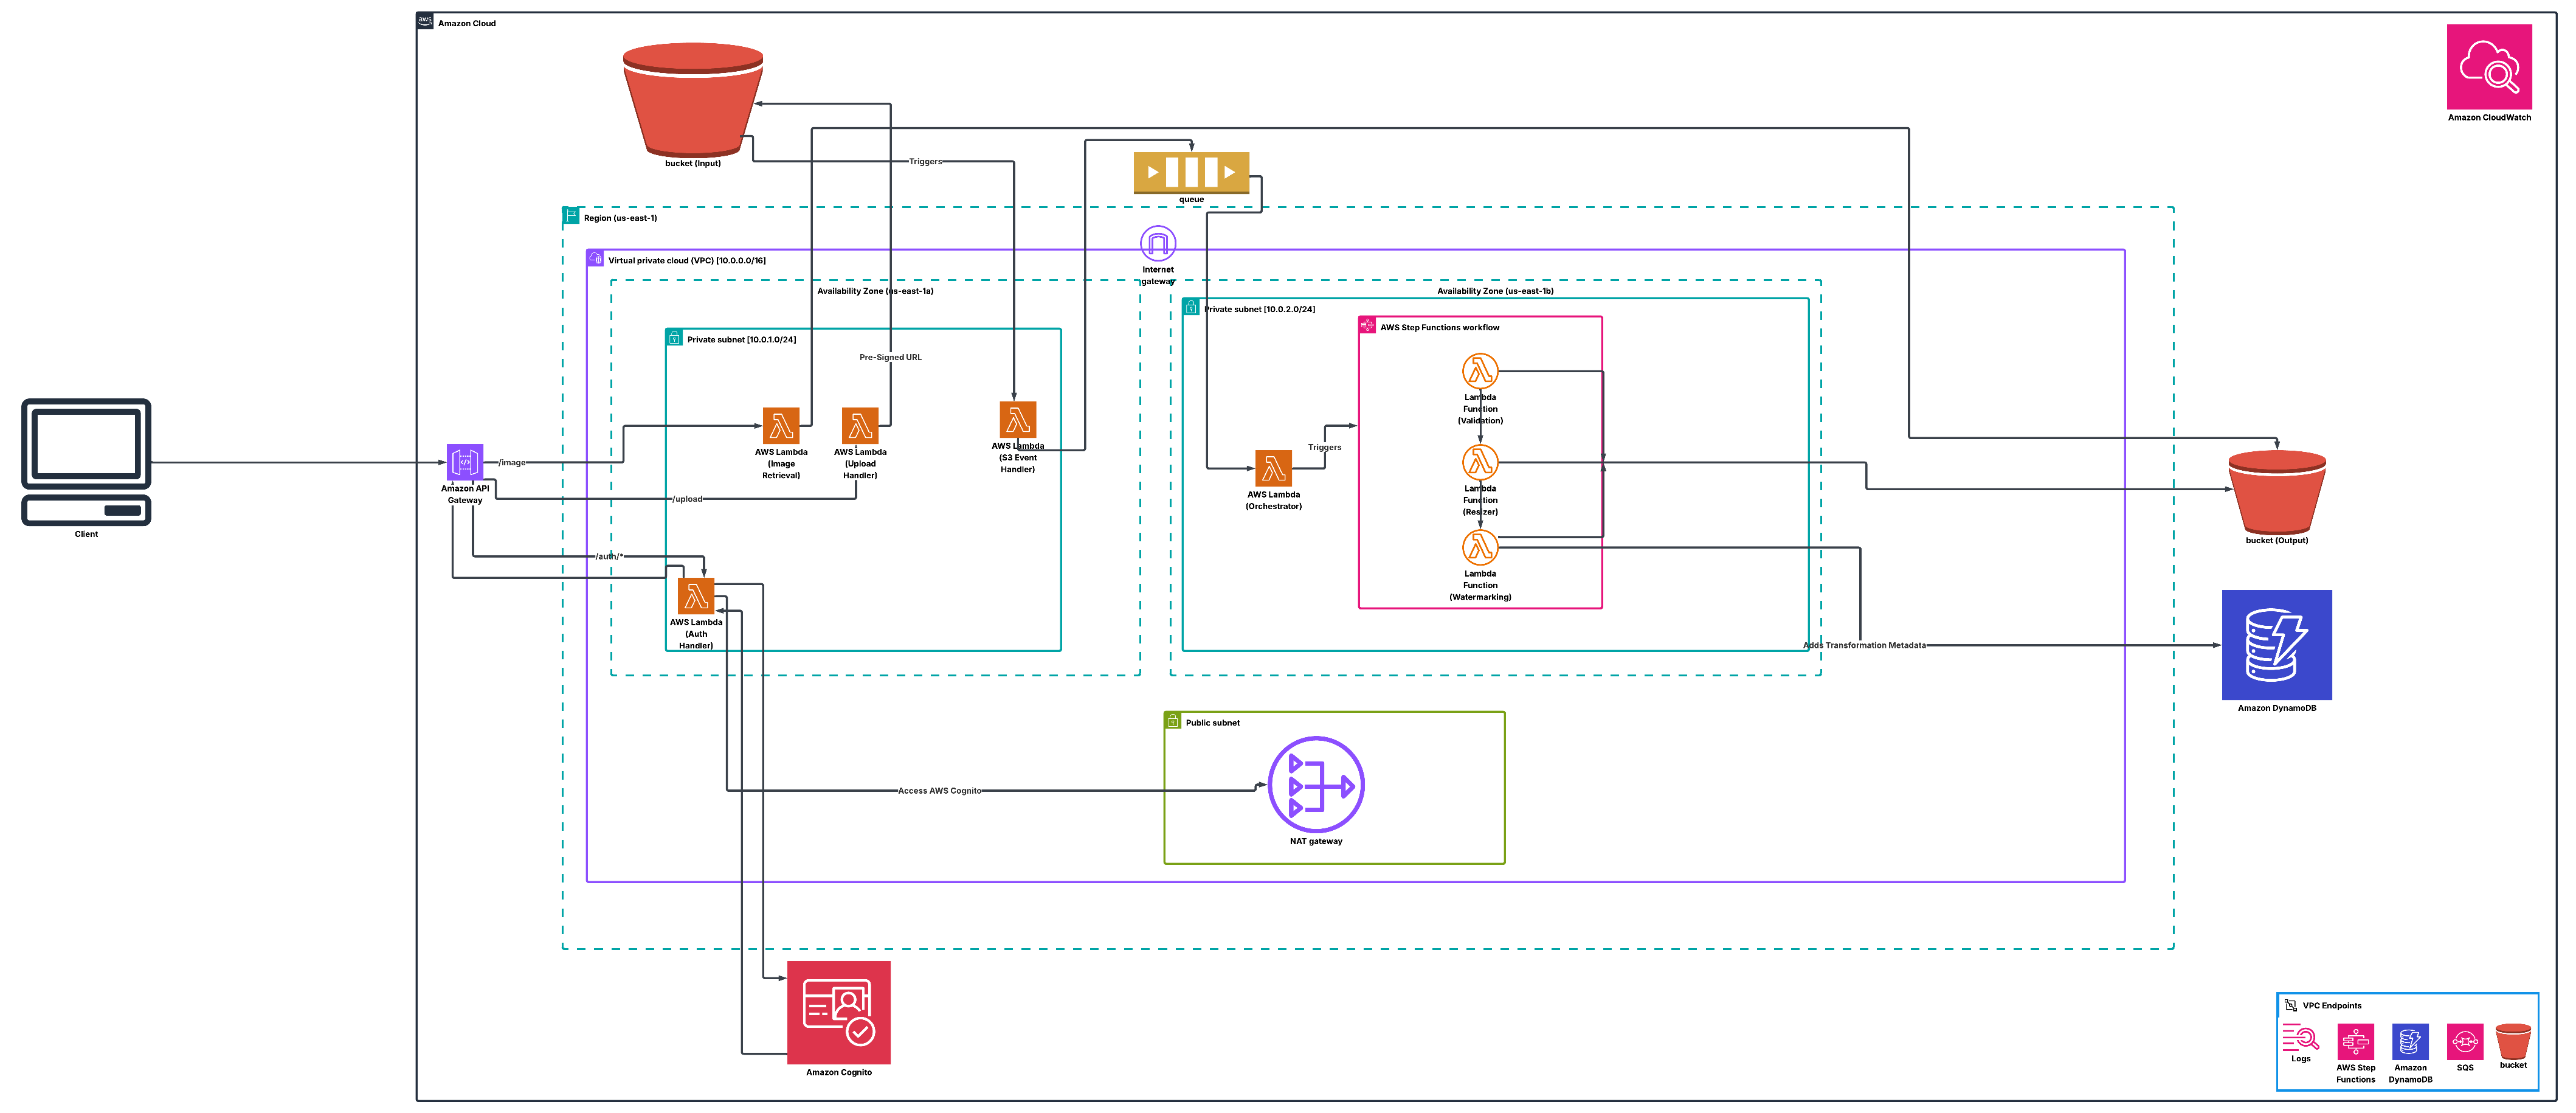 aws
Amazon Cloud
Amazon CloudWatch
bucket (Input)
Triggers
queue
Region (us-east-1)
Internet
gateway
Virtual private cloud (VPC) [10.0.0.0/16]
Availability Zone (us-east-1a)
Availability Zone (us-east-1b)
Private subnet [10.0.2.0/24]
AWS Step Functions workflow
Private subnet [10.0.1.0/24]
Pre-Signed URL
Lambda
Function
(Validation)
AWS Lambda
(Image
Retrieval)
AWS Lambda
(Upload
Handler)
AWS Lambda
(S3 Event
Handler)
Triggers
/image
Amazon API
Gateway
/upload
AWS Lambda
(Orchestrator)
Lambda
Function
(Resizer)
Client
bucket (Output)
/auth/*
Lambda
Function
(Watermarking)
AWS Lambda
(Auth
Handler)
Adds Transformation Metadata
Amazon DynamoDB
Public subnet
Access AWS Cognito
NAT gateway
Amazon Cognito
VPC Endpoints
Logs
AWS Step
Functions
Amazon
DynamoDB
SQS
bucket